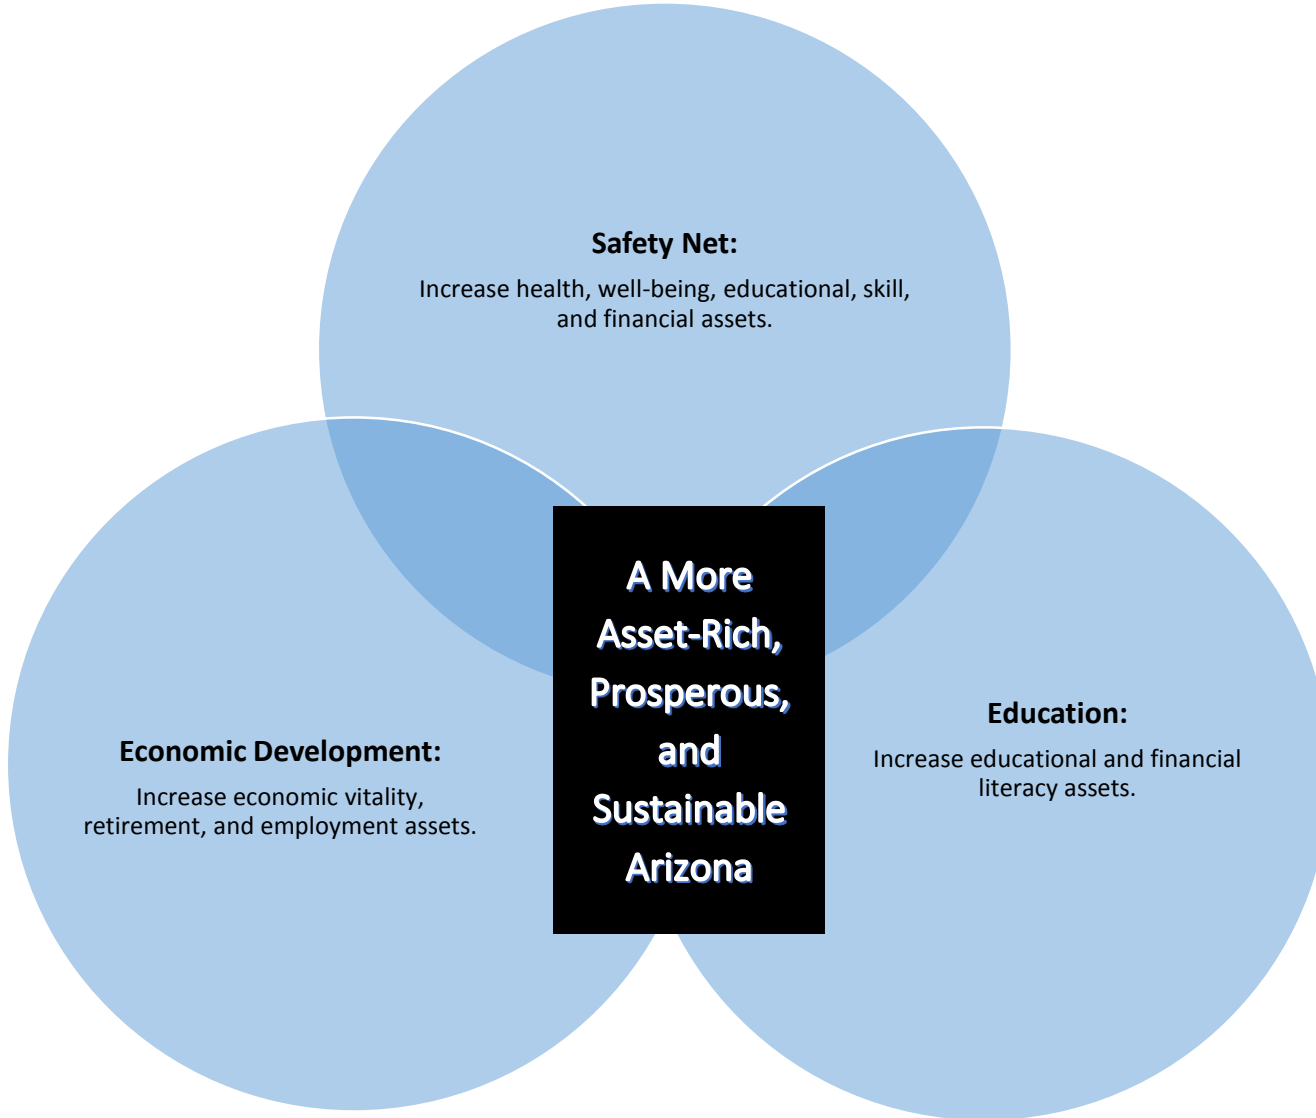 Safety Net:
Increase health, well-being, educational, skill,
and financial assets.
A More
Asset-Rich,
Prosperous,
and
Sustainable
Arizona
Economic Development:
Increase economic vitality,
retirement, and employment assets.
Education:
Increase educational and financial
literacy assets.